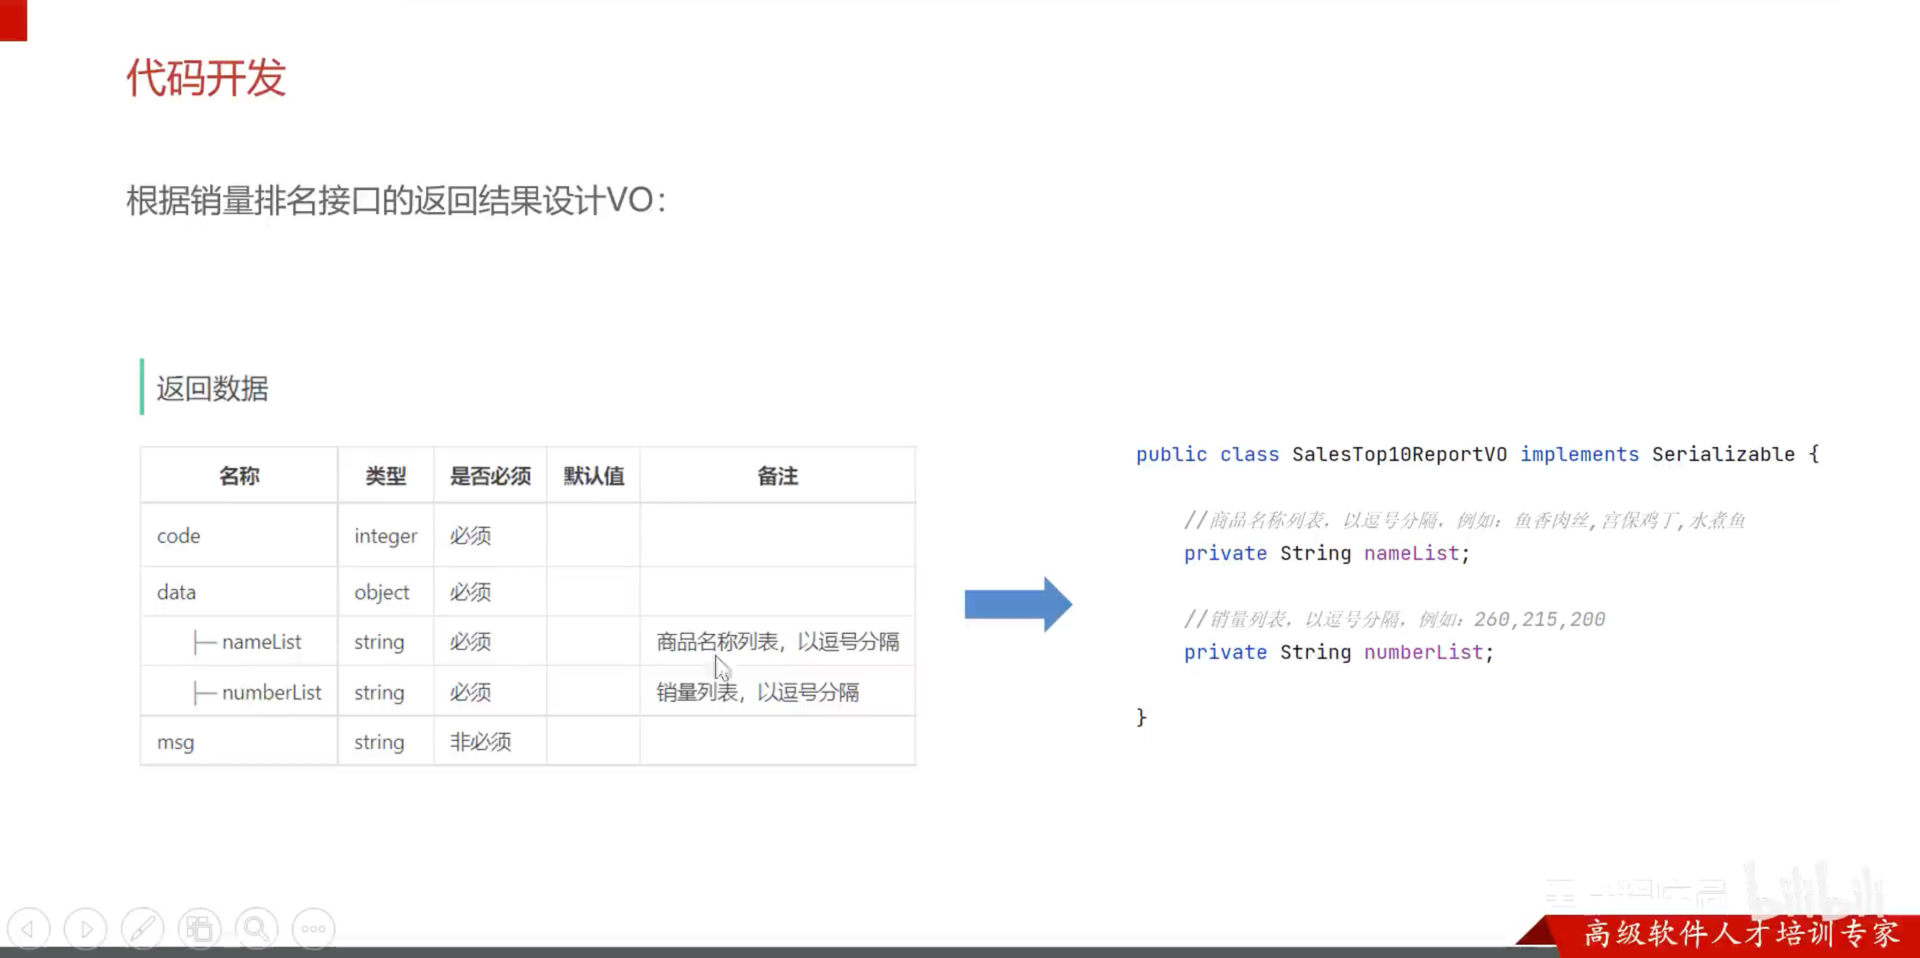 代码开发
根据销量排名接口的返回结果设计VO：
返回数据
名称 类型 是否必须 默认值 备注
code integer 必须
data object 必须
├─ nameList string 必须 商品名称列表，以逗号分隔
├─ numberList string 必须 销量列表，以逗号分隔
msg string 非必须
public class SalesTop10ReportVO implements Serializable {
//商品名称列表，以逗号分隔，例如：鱼香肉丝,宫保鸡丁,水煮鱼
private String nameList;
//销量列表，以逗号分隔，例如：260,215,200
private String numberList;
}
bilibili
高级软件人才培训专家